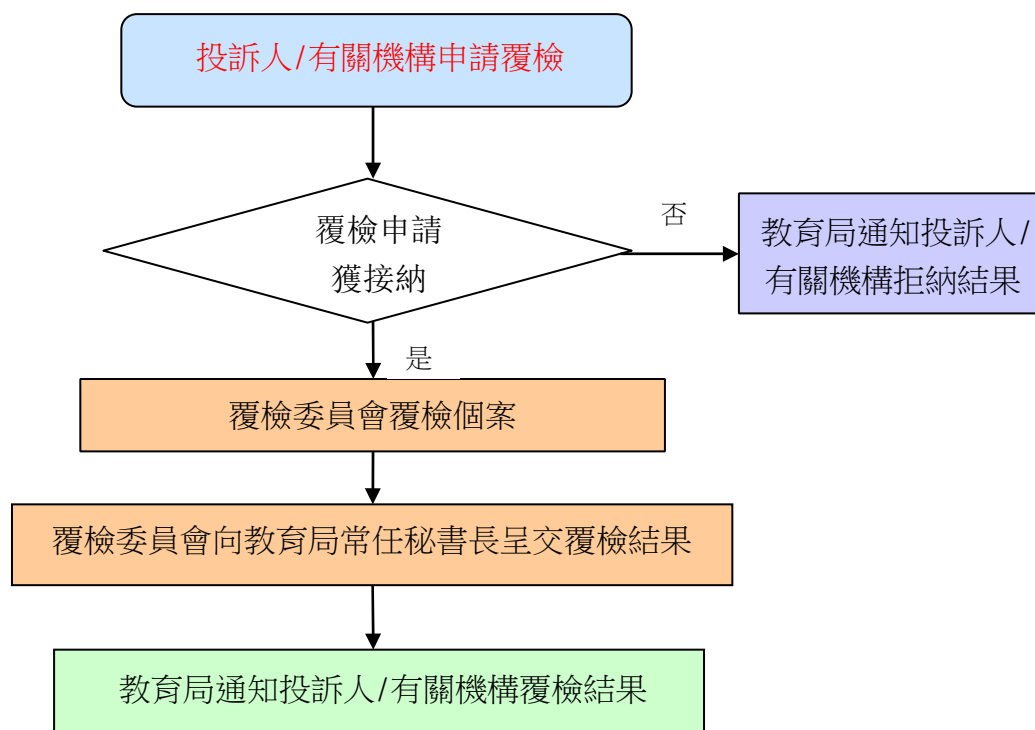 投訴人/有關機構申請覆檢
覆檢申請
獲接納
否
教育局通知投訴人/
有關機構拒納結果
是
覆檢委員會覆檢個案
覆檢委員會向教育局常任秘書長呈交覆檢結果
教育局通知投訴人/有關機構覆檢結果